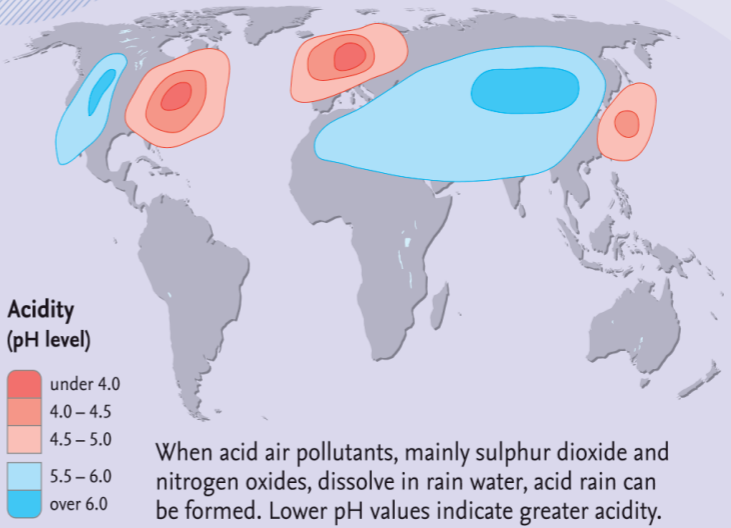 Acidity
(pH level)
under 4.0
4.0 – 4.5
4.5 – 5.0
5.5 – 6.0
over 6.0
When acid air pollutants, mainly sulphur dioxide and
nitrogen oxides, dissolve in rain water, acid rain can
be formed. Lower pH values indicate greater acidity.